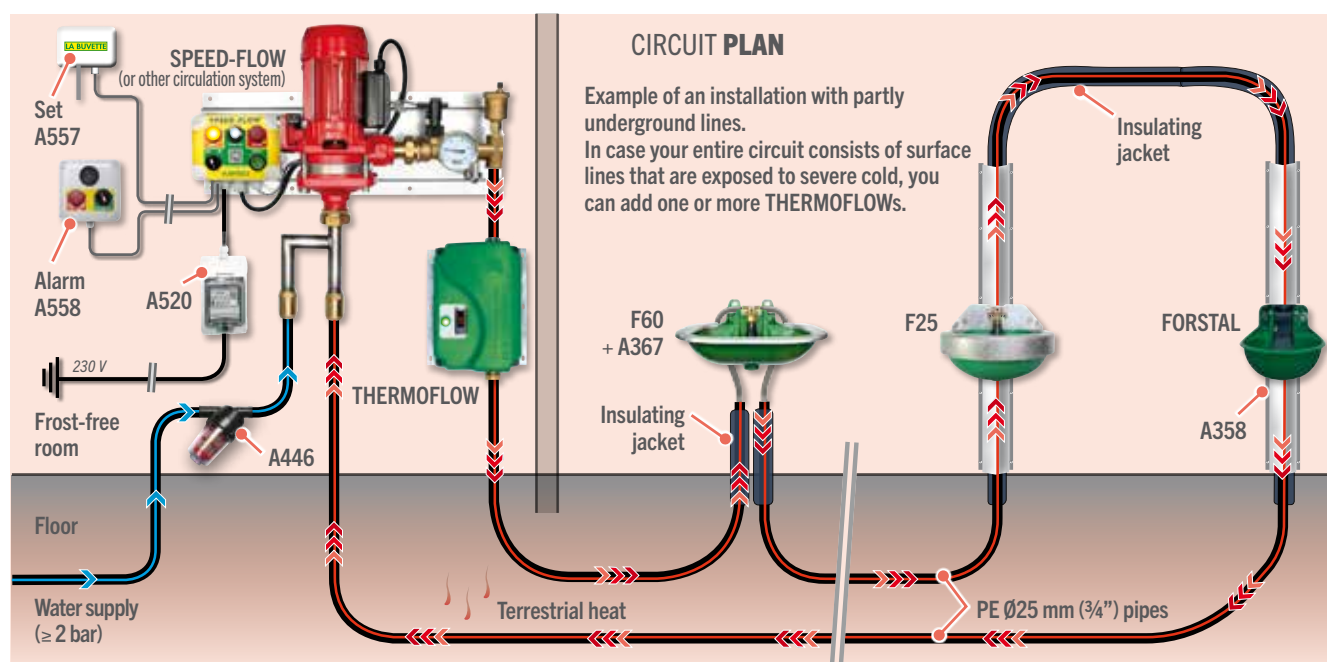 LA BUVETTE
Set
A557
SPEED-FLOW
(or other circulation system)
SPEED-FLOW
Alarm
A558
A520
230 V
Frost-free
room
A446
THERMOFLOW
CIRCUIT PLAN
Example of an installation with partly
underground lines.
In case your entire circuit consists of surface
lines that are exposed to severe cold, you
can add one or more THERMOFLOWs.
Insulating
jacket
F60
+ A367
Insulating
jacket
F25
FORSTAL
A358
Floor
Water supply
(≥ 2 bar)
Terrestrial heat
PE Ø25 mm (¾”) pipes